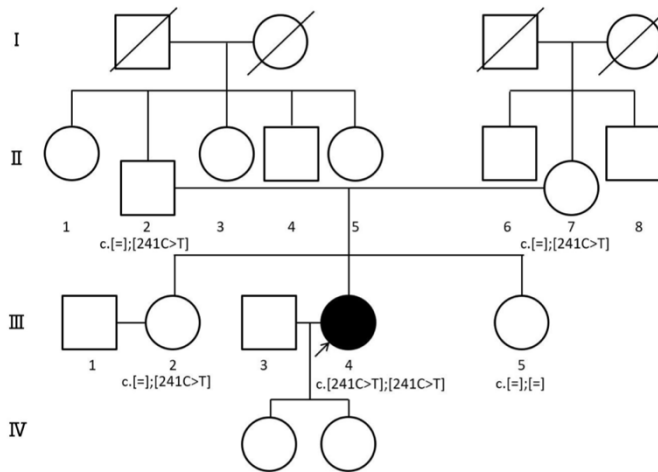 I
II
1 2 3 4 5 6 7 8
c.[=];[241C>T] c.[=];[241C>T]
III
1 2 3 4 5
c.[=];[241C>T] c.[241C>T];[241C>T] c.[=];[=]
IV